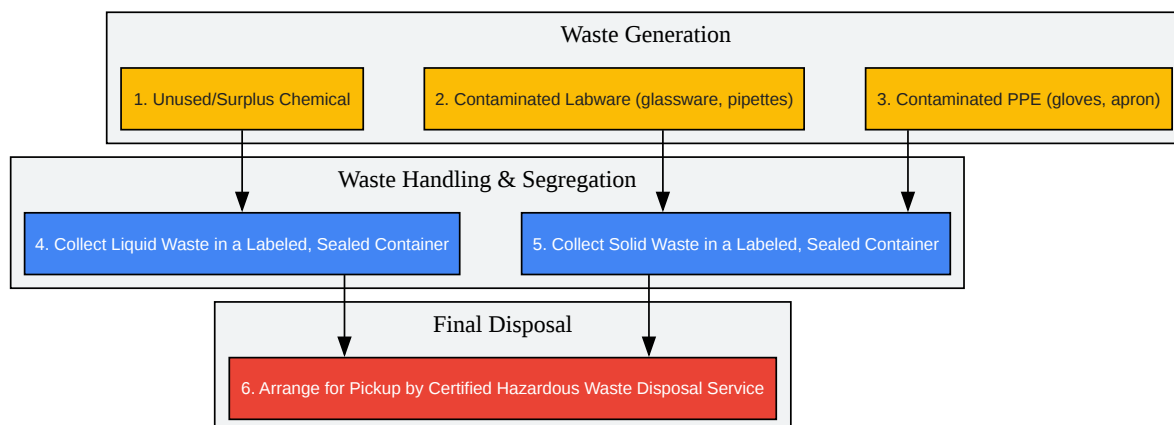 Waste Generation
1. Unused/Surplus Chemical
2. Contaminated Labware (glassware, pipettes)
3. Contaminated PPE (gloves, apron)
Waste Handling & Segregation
4. Collect Liquid Waste in a Labeled, Sealed Container
5. Collect Solid Waste in a Labeled, Sealed Container
Final Disposal
6. Arrange for Pickup by Certified Hazardous Waste Disposal Service